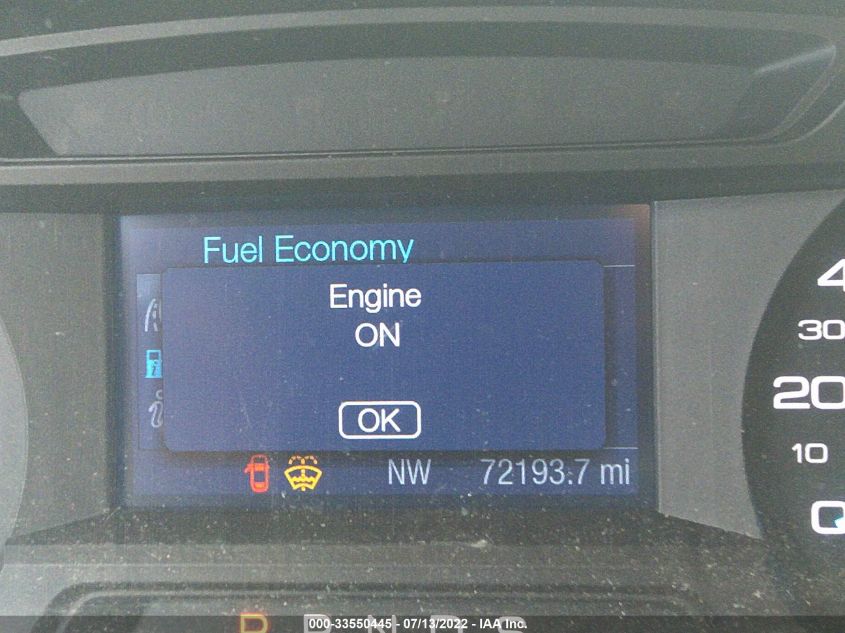 Fuel Economy
Engine
ON
OK
NW 72193.7 mi
30
20
10
P R N D S
000-33550445 - 07/13/2022 - IAA Inc.